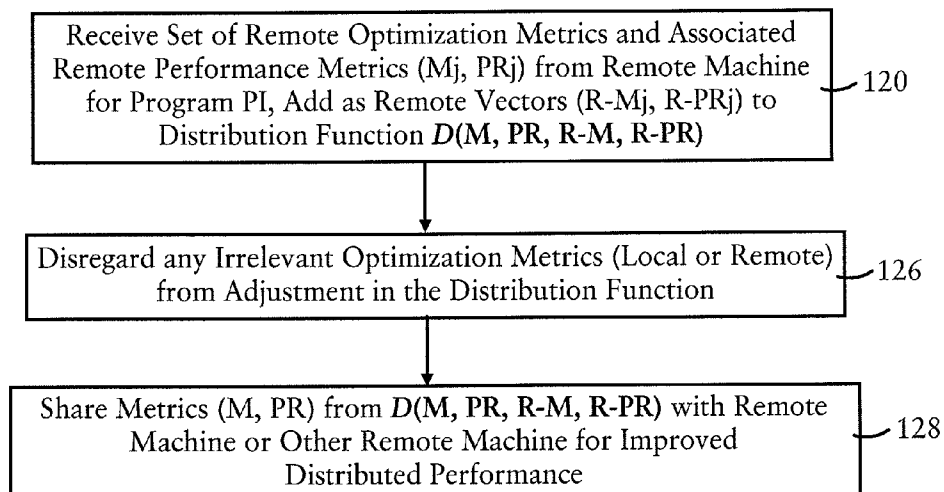 Receive Set of Remote Optimization Metrics and Associated
Remote Performance Metrics (Mj, PRj) from Remote Machine
for Program PI, Add as Remote Vectors (R-Mj, R-PRj) to
Distribution Function D(M, PR, R-M, R-PR)
120
Disregard any Irrelevant Optimization Metrics (Local or Remote)
from Adjustment in the Distribution Function
126
Share Metrics (M, PR) from D(M, PR, R-M, R-PR) with Remote
Machine or Other Remote Machine for Improved
Distributed Performance
128